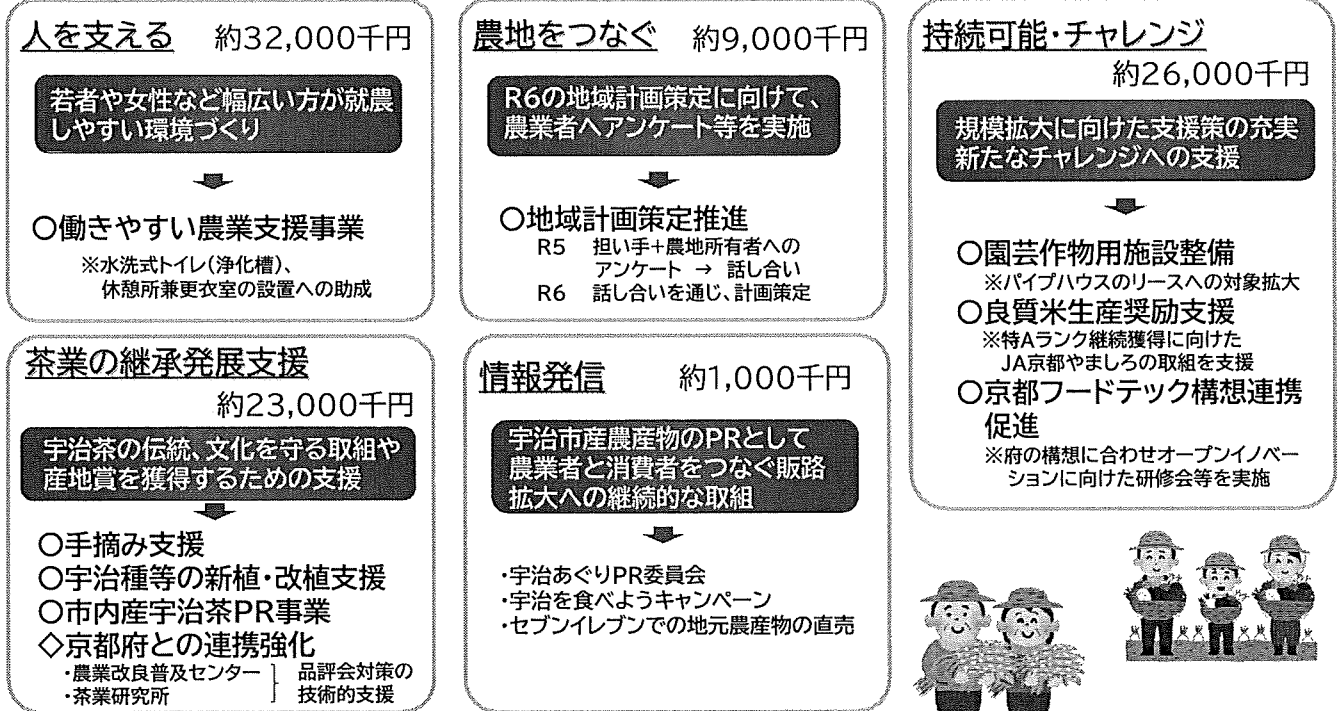 人を支える 約32,000千円
若者や女性など幅広い方が就農
しやすい環境づくり
○働きやすい農業支援事業
※水洗式トイレ(浄化槽)、
休憩所兼更衣室の設置への助成
農地をつなぐ 約9,000千円
R6の地域計画策定に向けて、
農業者へアンケート等を実施
○地域計画策定推進
R5 担い手+農地所有者への
アンケート → 話し合い
R6 話し合いを通じ、計画策定
持続可能・チャレンジ
約26,000千円
規模拡大に向けた支援策の充実
新たなチャレンジへの支援
○園芸作物用施設整備
※パイプハウスのリースへの対象拡大
○良質米生産奨励支援
※特Aランク継続獲得に向けた
JA京都やましろの取組を支援
○京都フードテック構想連携
促進
※府の構想に合わせオープンイノベー
ションに向けた研修会等を実施
茶業の継承発展支援
約23,000千円
宇治茶の伝統、文化を守る取組や
産地賞を獲得するための支援
○手摘み支援
○宇治種等の新植・改植支援
○市内産宇治茶PR事業
◇京都府との連携強化
・農業改良普及センター 品評会対策の
・茶業研究所 技術的支援
情報発信 約1,000千円
宇治市産農産物のPRとして
農業者と消費者をつなぐ販路
拡大への継続的な取組
・宇治あぐりPR委員会
・宇治を食べようキャンペーン
・セブンイレブンでの地元農産物の直売